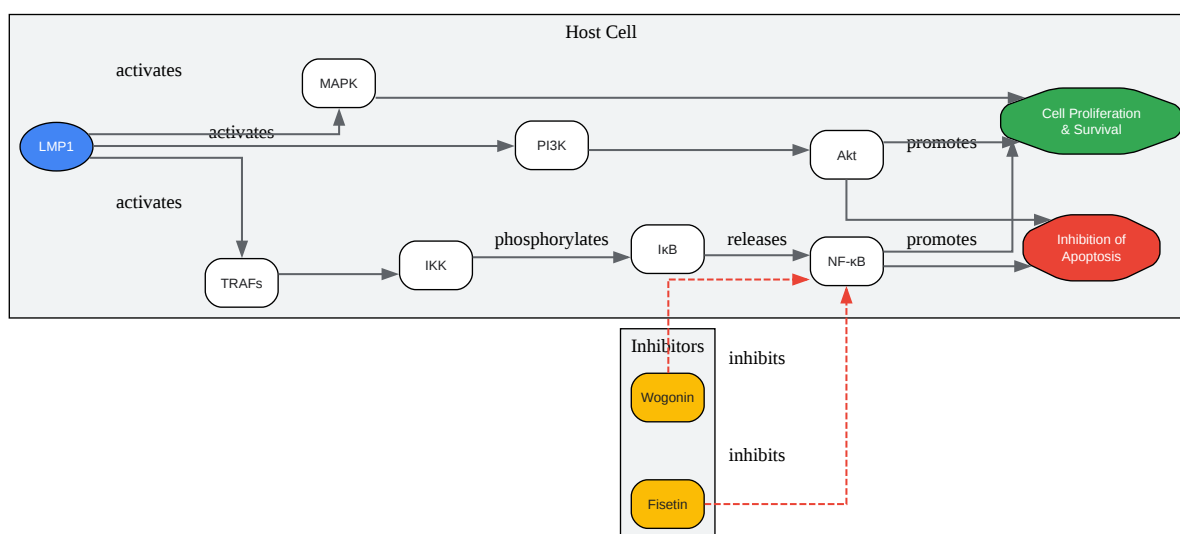 Host Cell
activates
MAPK
activates
LMP1
PI3K
Akt
promotes
Cell Proliferation
& Survival
activates
TRAFs
IKK
phosphorylates
IκB
releases
NF-κB
promotes
Inhibition of
Apoptosis
Inhibitors
inhibits
Wogonin
inhibits
Fisetin